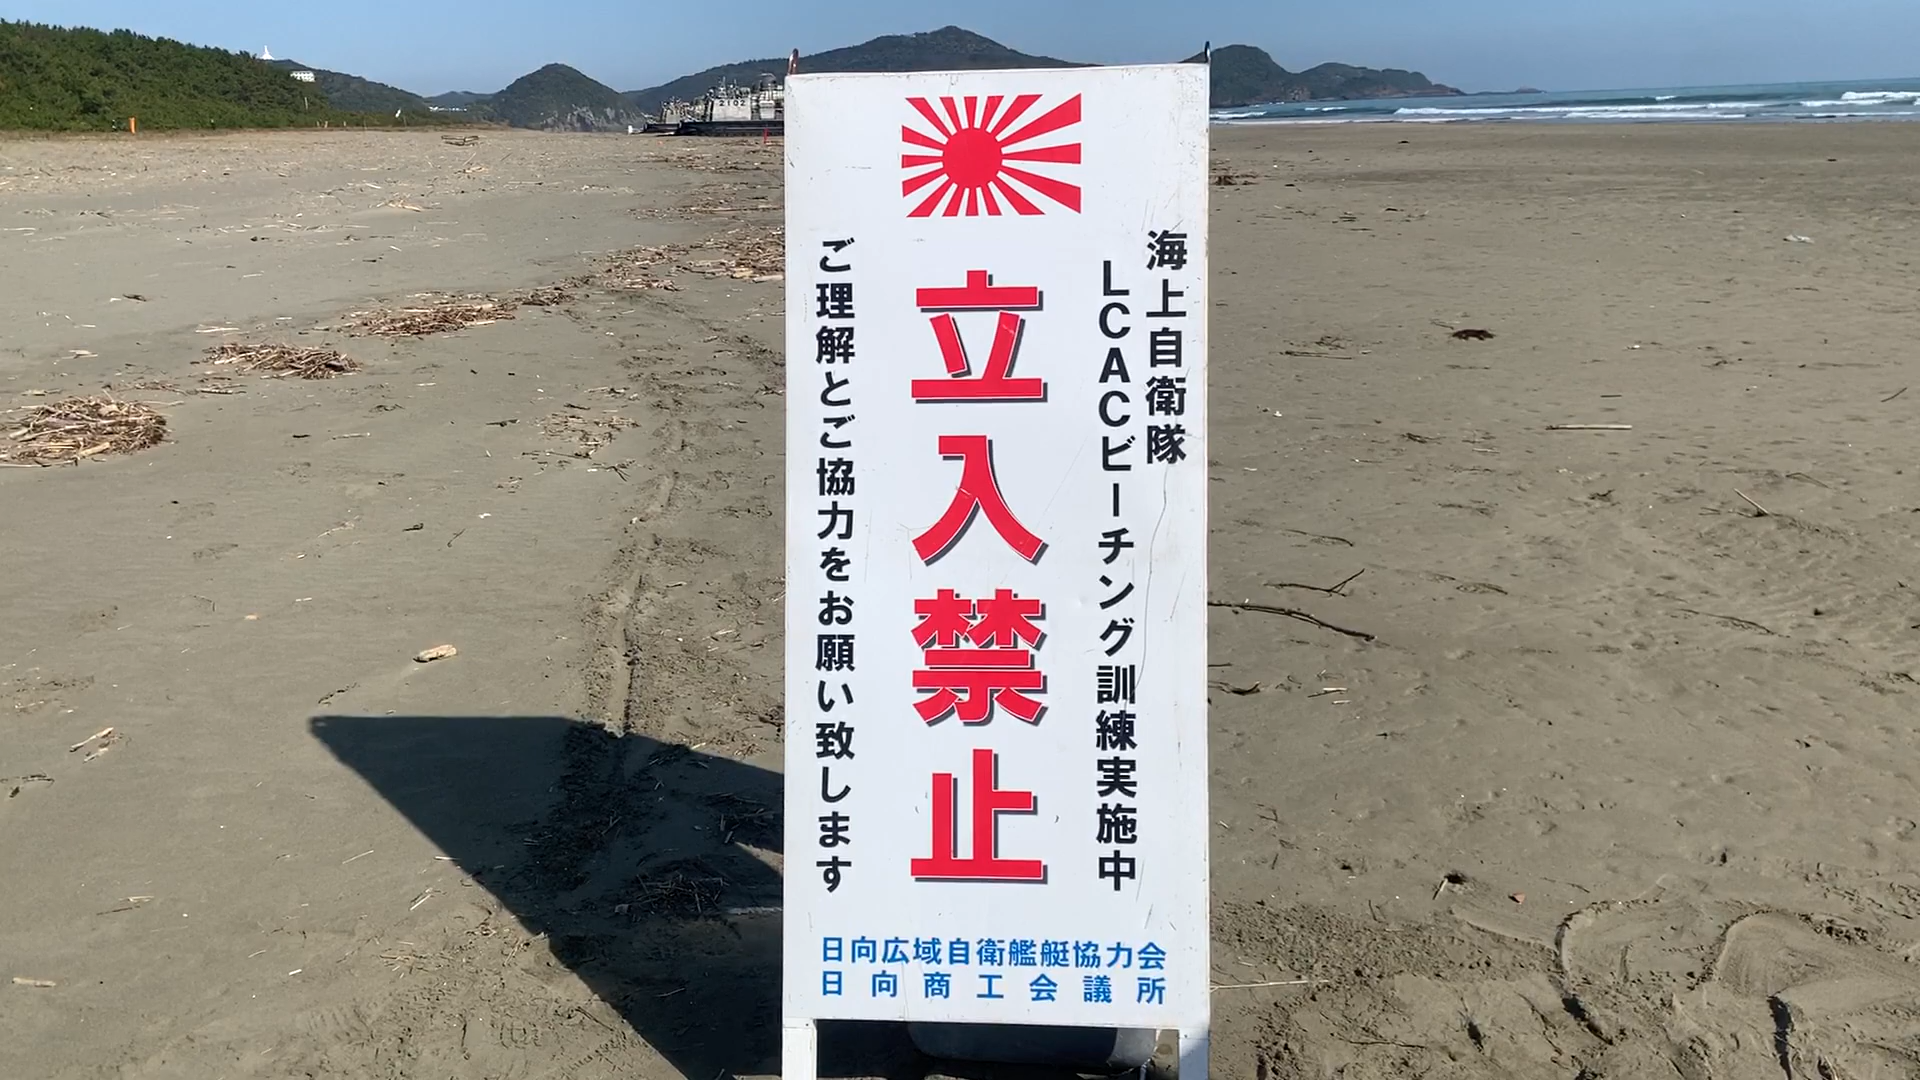 海上自衛隊
LCACビーチング訓練実施中
立入禁止
ご理解とご協力をお願い致します
日向広域自衛艦艇協力会
日向商工会議所
2102